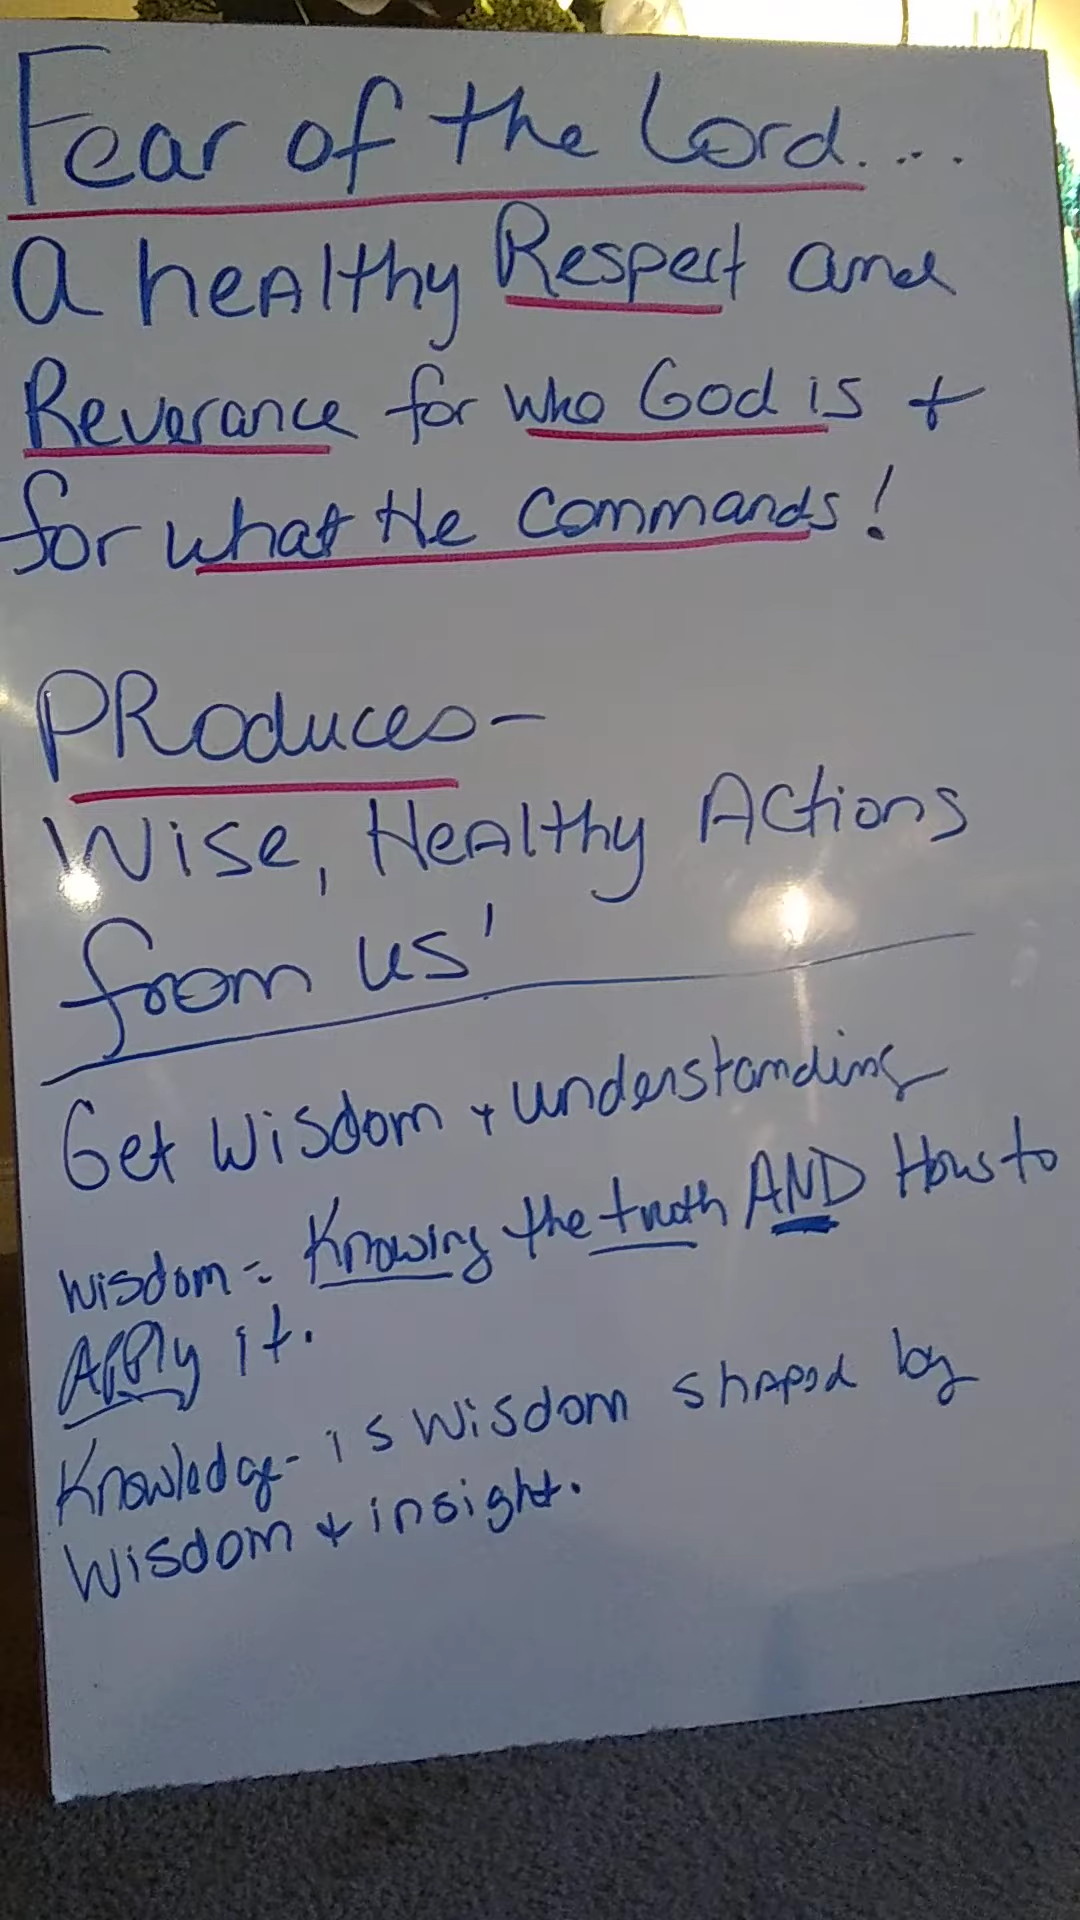 Fear of the Lord....
a healthy Respect and
Reverance for who God is +
for what He commands!
Produces-
Wise, Healthy Actions
from us'
Get Wisdom + understanding
Wisdom = Knowing the truth AND How to
Apply it.
Knowledge- is Wisdom shaped by
Wisdom + insight.